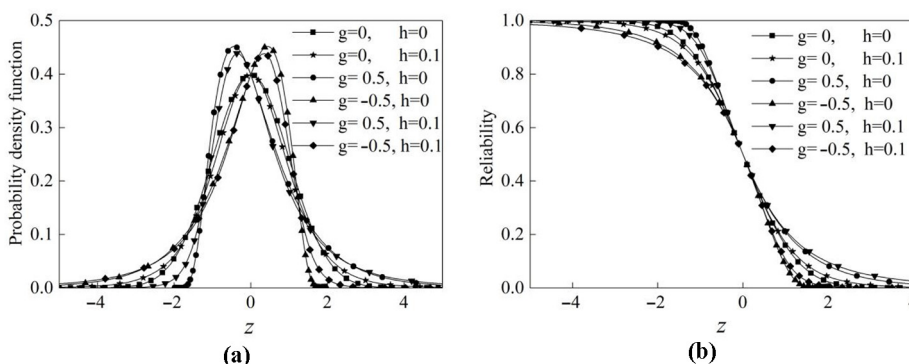 0.5
0.4
0.3
0.2
0.1
0.0
Probability density function
g=0, h=0
g=0, h=0.1
g= 0.5, h=0
g= −0.5, h=0
g= 0.5, h=0.1
g= −0.5, h=0.1
−4 −2 0 2 4
z
(a)
1.0
0.8
0.6
0.4
0.2
0.0
Reliability
g= 0, h=0
g= 0, h=0.1
g= 0.5, h=0
g= −0.5, h=0
g= 0.5, h=0.1
g= −0.5, h=0.1
−4 −2 0 2 4
z
(b)